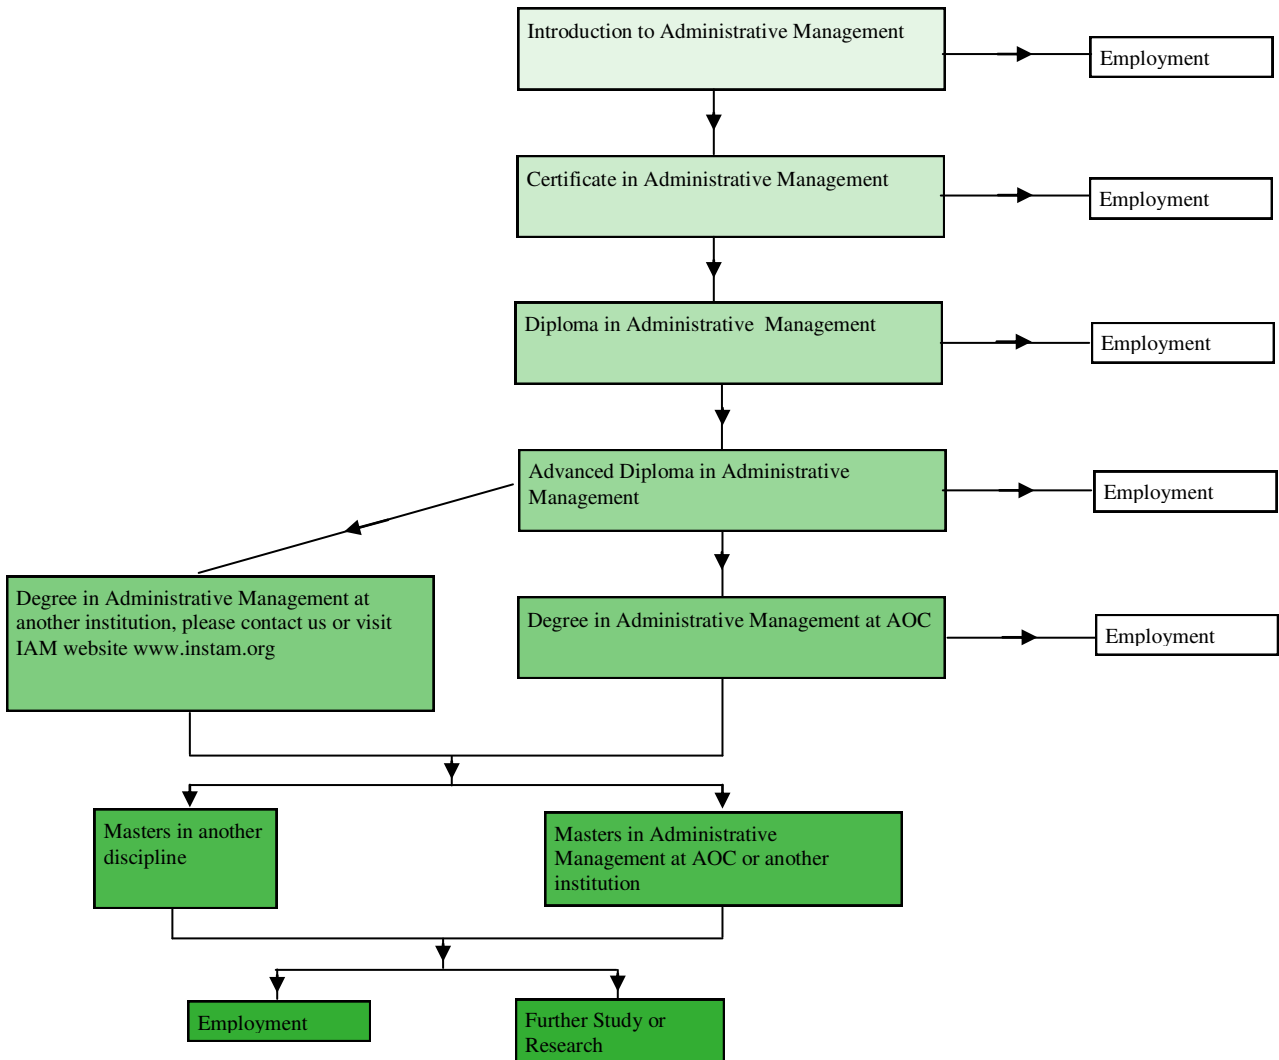 Introduction to Administrative Management
Employment
Certificate in Administrative Management
Employment
Diploma in Administrative  Management
Employment
Advanced Diploma in Administrative
Management
Employment
Degree in Administrative Management at
another institution, please contact us or visit
IAM website www.instam.org
Degree in Administrative Management at AOC
Employment
Masters in another
discipline
Masters in Administrative
Management at AOC or another
institution
Employment
Further Study or
Research